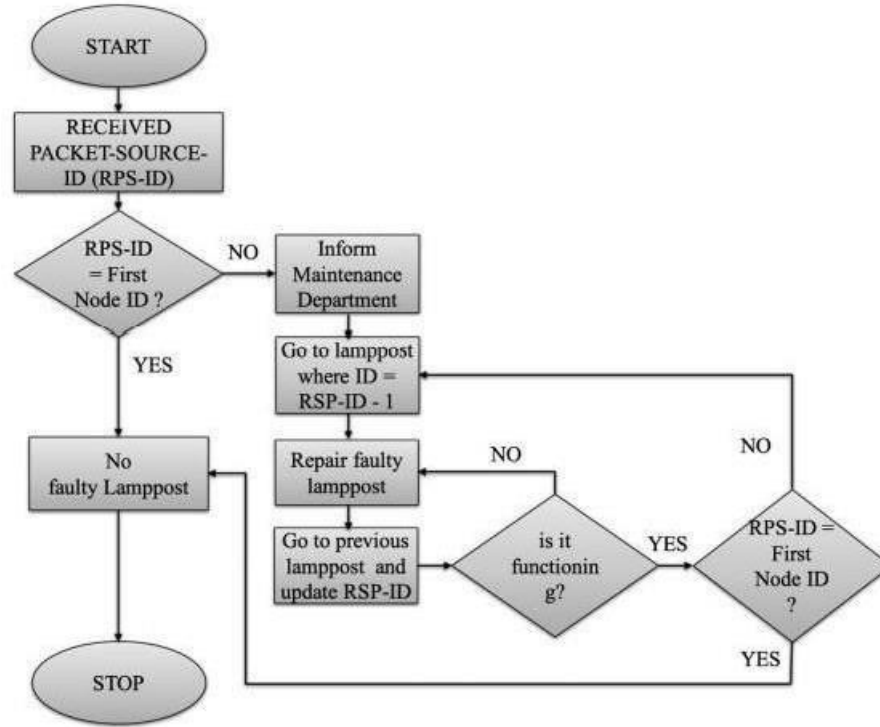 START
RECEIVED
PACKET-SOURCE-
ID (RPS-ID)
RPS-ID
= First
Node ID ?
NO
Inform
Maintenance
Department
YES
Go to lamppost
where ID =
RSP-ID - 1
NO
No
faulty Lamppost
Repair faulty
lamppost
NO
Go to previous
lamppost and
update RSP-ID
is it
functionin
g?
YES
RPS-ID =
First
Node ID
?
YES
STOP